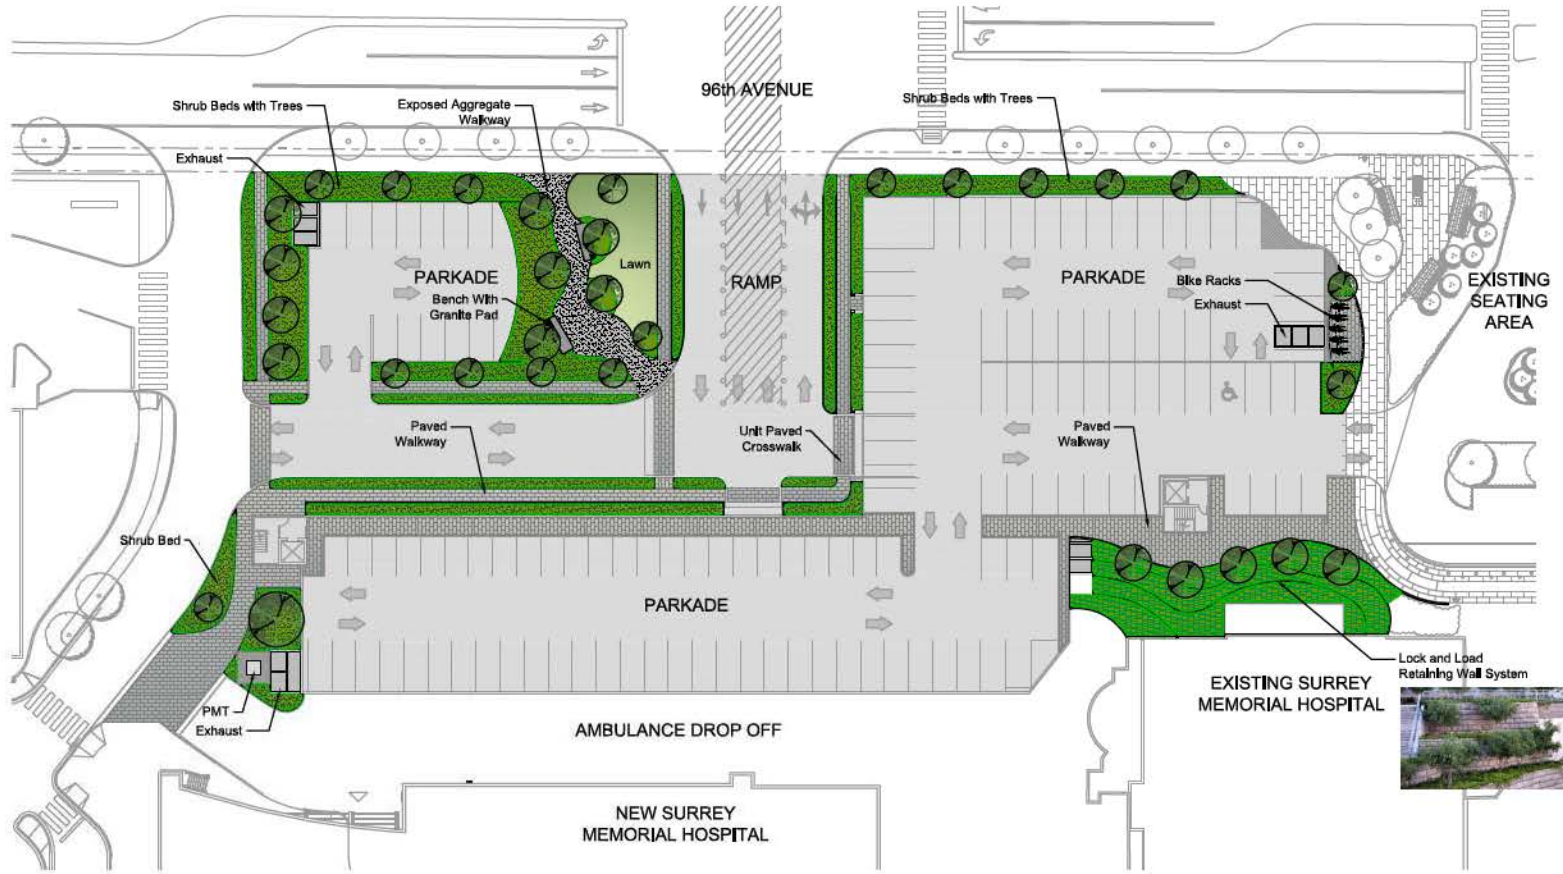 96th AVENUE
Shrub Beds with Trees
Exposed Aggregate
Walkway
Shrub Beds with Trees
Exhaust
Lawn
PARKADE
Bench With
Granite Pad
RAMP
PARKADE
Bike Racks
Exhaust
EXISTING
SEATING
AREA
Paved
Walkway
Unit Paved
Crosswalk
Paved
Walkway
Shrub Bed
PARKADE
Lock and Load
Retaining Wall System
EXISTING SURREY
MEMORIAL HOSPITAL
PMT
Exhaust
AMBULANCE DROP OFF
NEW SURREY
MEMORIAL HOSPITAL